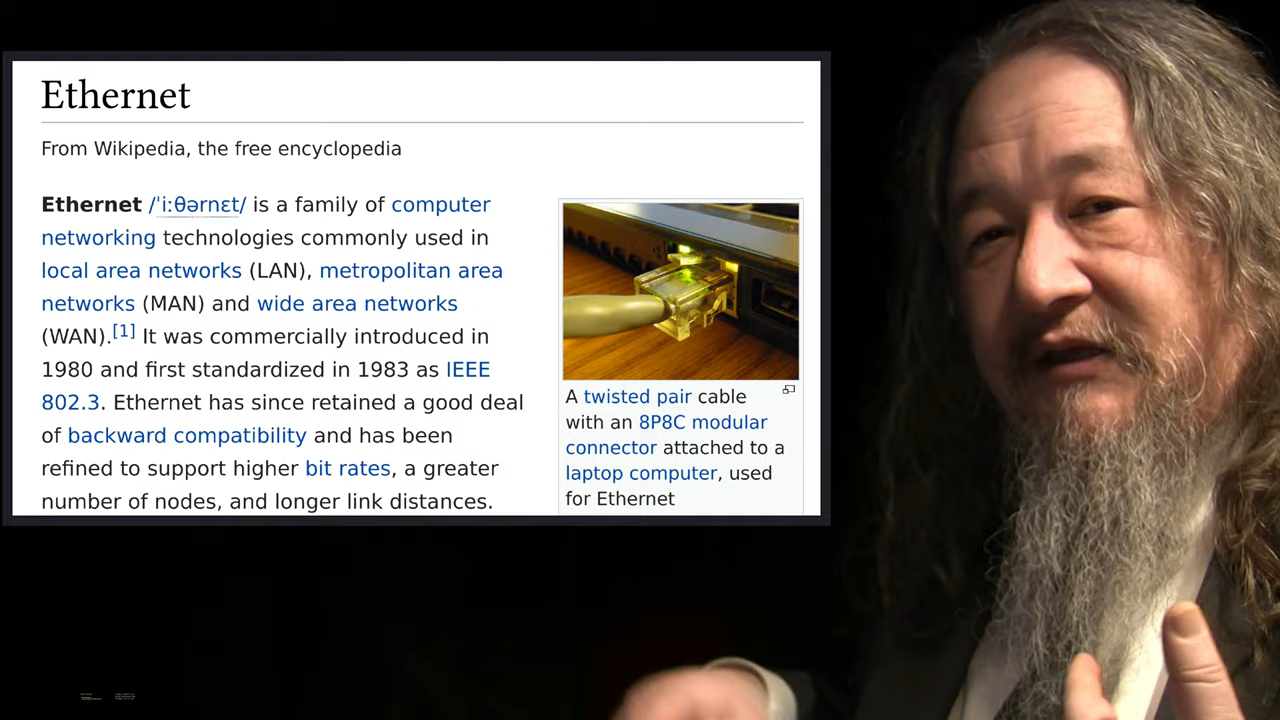 Ethernet
From Wikipedia, the free encyclopedia
Ethernet /ˈiːθərnɛt/ is a family of computer
networking technologies commonly used in
local area networks (LAN), metropolitan area
networks (MAN) and wide area networks
(WAN).[1] It was commercially introduced in
1980 and first standardized in 1983 as IEEE
802.3. Ethernet has since retained a good deal
of backward compatibility and has been
refined to support higher bit rates, a greater
number of nodes, and longer link distances.
A twisted pair cable
with an 8P8C modular
connector attached to a
laptop computer, used
for Ethernet